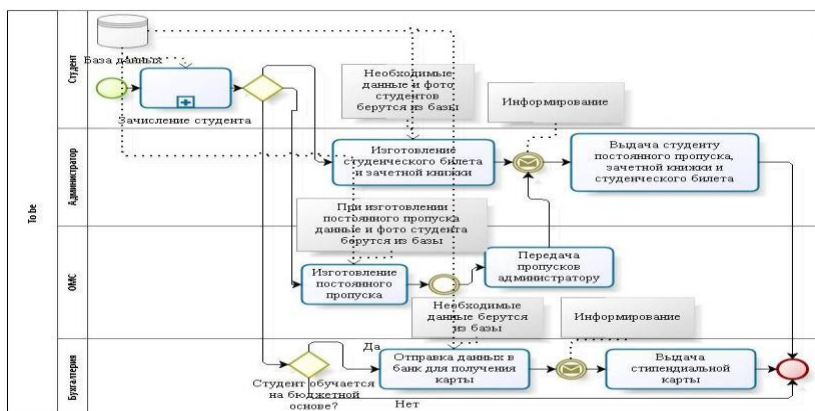 To be
Студент
База данных
Зачисление студента
Необходимые
данные и фото
студентов
берутся из базы
Информирование
Администратор
Изготовление
студенческого билета
и зачетной книжки
Выдача студенту
постоянного пропуска,
зачетной книжки и
студенческого билета
При изготовлении
постоянного пропуска
данные и фото студента
берутся из базы
ОМС
Изготовление
постоянного
пропуска
Передача
пропусков
администратору
Необходимые
данные берутся
из базы
Информирование
Бухгалтерия
Студент обучается
на бюджетной
основе?
Да
Нет
Отправка данных в
банк для получения
карты
Выдача
стипендиальной
карты